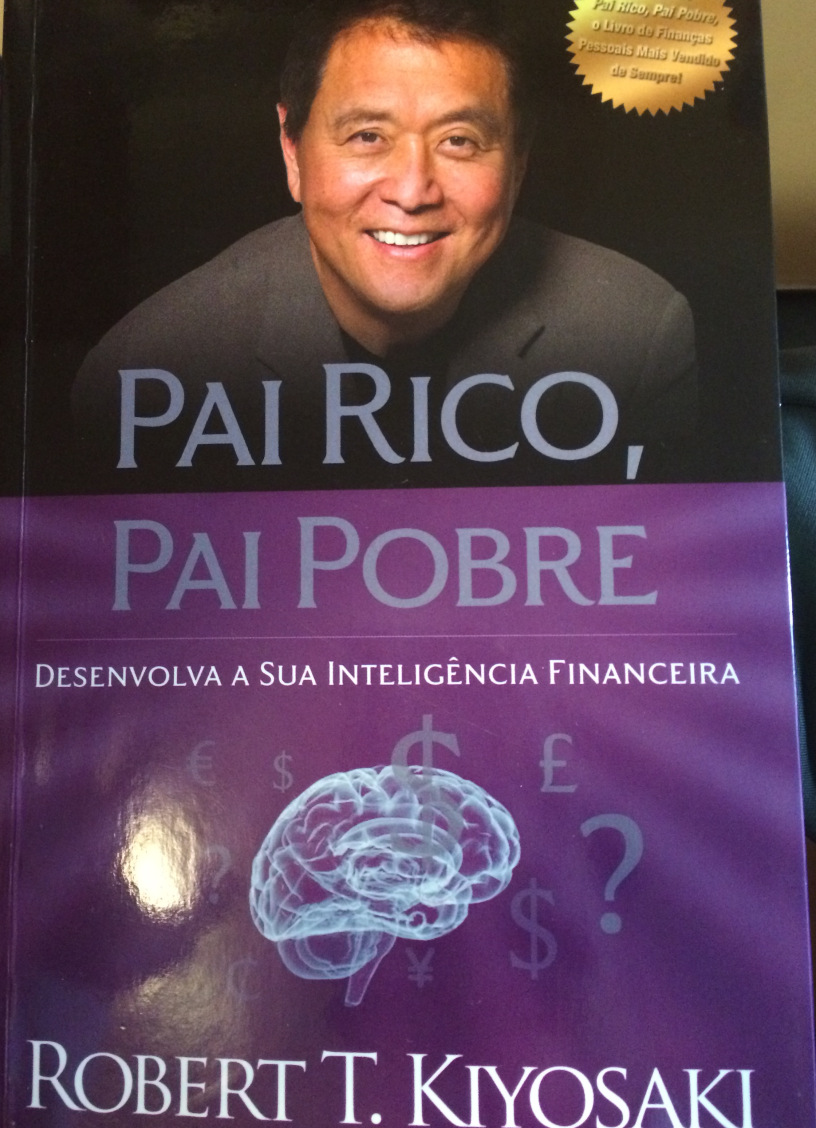 Pai Rico, Pai Pobre,
o Livro de Finanças
Pessoais Mais Vendido
de Sempre!
PAI RICO,
PAI POBRE
DESENVOLVA A SUA INTELIGÊNCIA FINANCEIRA
€ $ $ £
? ?
$
¢ ¥
ROBERT T. KIYOSAKI